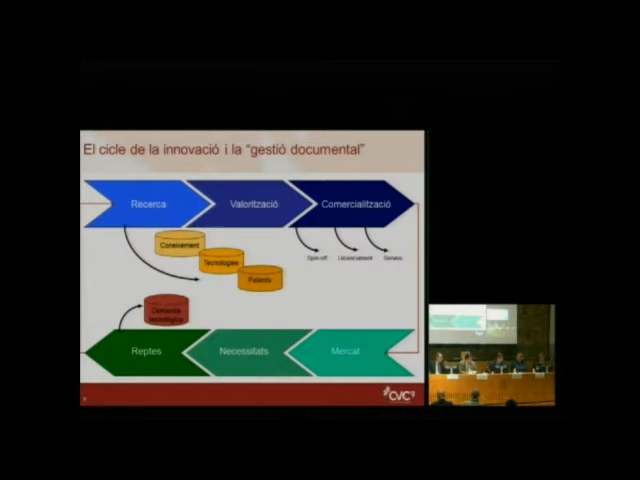 El cicle de la innovació i la "gestió documental"
Recerca
Valorització
Comercialització
Coneixement
Tecnologies
Patents
Spin-off
Llicenciament
Serveis
Demanda
tecnològica
Reptes
Necessitats
Mercat
CVC